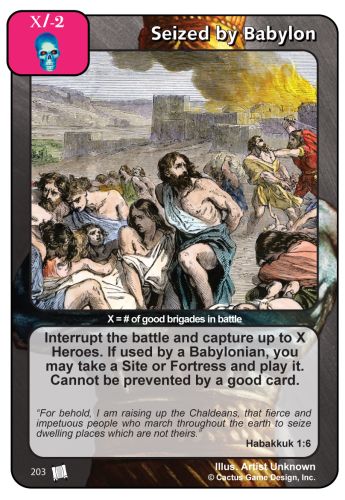 X/-2
Seized by Babylon
X = # of good brigades in battle
Interrupt the battle and capture up to X
Heroes. If used by a Babylonian, you
may take a Site or Fortress and play it.
Cannot be prevented by a good card.
"For behold, I am raising up the Chaldeans, that fierce and
impetuous people who march throughout the earth to seize
dwelling places which are not theirs."
Habakkuk 1:6
Illus. Artist Unknown
203
© Cactus Game Design, Inc.